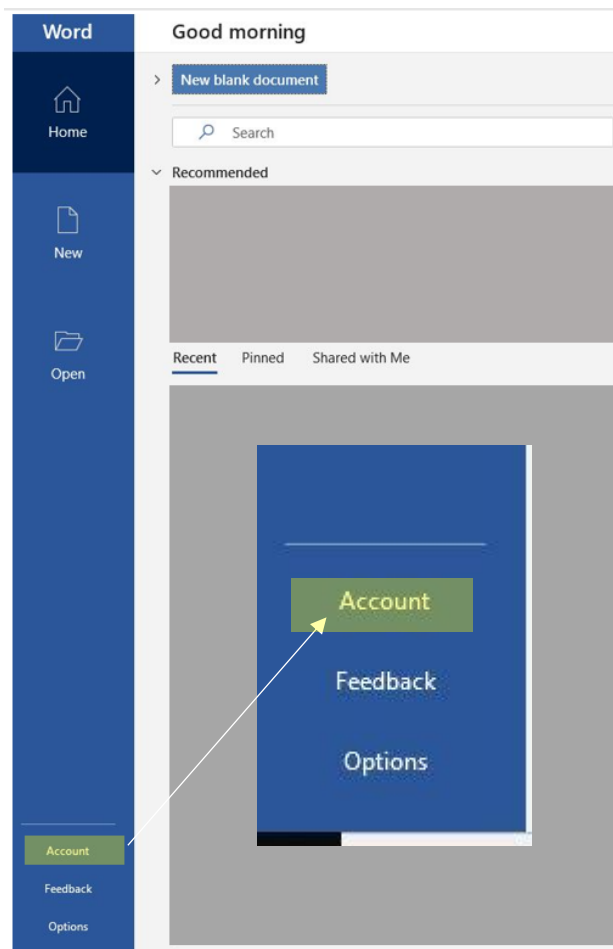 Word
Good morning
Home
New blank document
Search
Recommended
New
Recent Pinned Shared with Me
Open
Account
Feedback
Options
Account
Feedback
Options